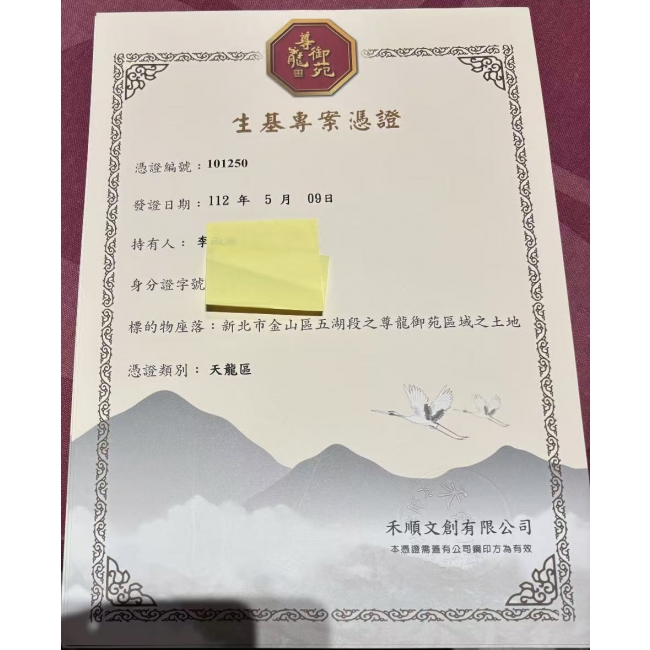 尊龍御苑
生基專案憑證
憑證編號：101250
發證日期：112 年 5 月 09日
持有人： 李
身分證字號
標的物座落：新北市金山區五湖段之尊龍御苑區域之土地
憑證類別： 天龍區
禾順文創有限公司
本憑證需蓋有公司鋼印方為有效